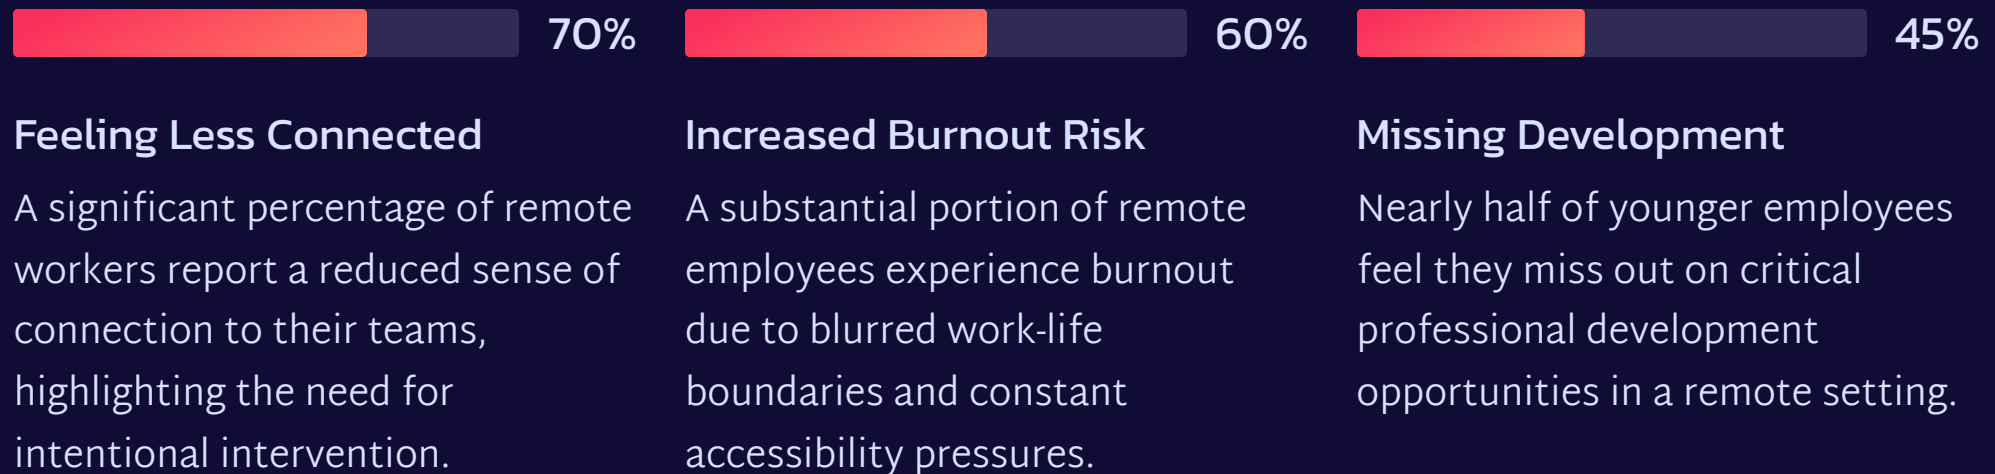 70%
Feeling Less Connected
A significant percentage of remote
workers report a reduced sense of
connection to their teams,
highlighting the need for
intentional intervention.
60%
Increased Burnout Risk
A substantial portion of remote
employees experience burnout
due to blurred work-life
boundaries and constant
accessibility pressures.
45%
Missing Development
Nearly half of younger employees
feel they miss out on critical
professional development
opportunities in a remote setting.